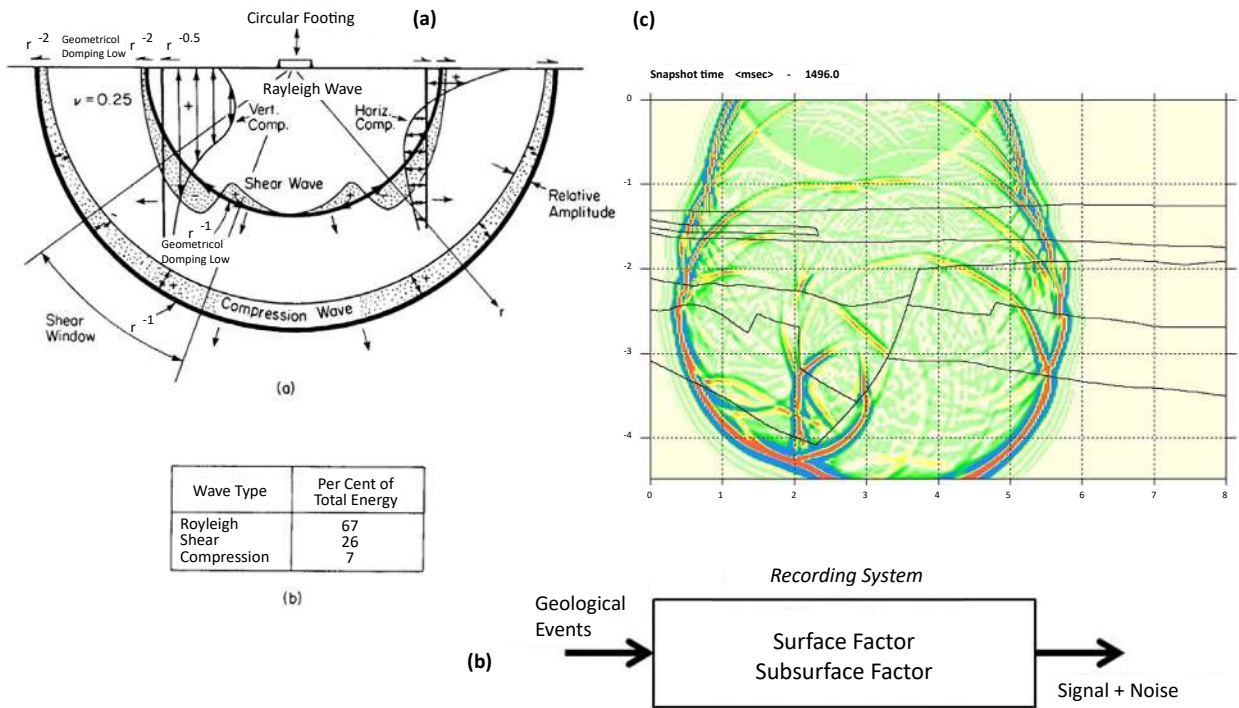 Circular Footing
(a)
r -2
Geometricol
Domping Low
r -2
r -0.5
ν = 0.25
+
Rayleigh Wave
Vert.
Comp.
Horiz.
Comp.
+
Shear Wave
Relative
Amplitude
r -1
Geometricol
Domping Low
-
+
Compression Wave
+
r
Shear
Window
r -1
(a)
Wave Type
Per Cent of
Total Energy
Royleigh 67
Shear 26
Compression 7
(b)
(c)
Snapshot time <msec> - 1496.0
0
-1
-2
-3
-4
0 1 2 3 4 5 6 7 8
Recording System
Geological
Events
(b)
Surface Factor
Subsurface Factor
Signal + Noise